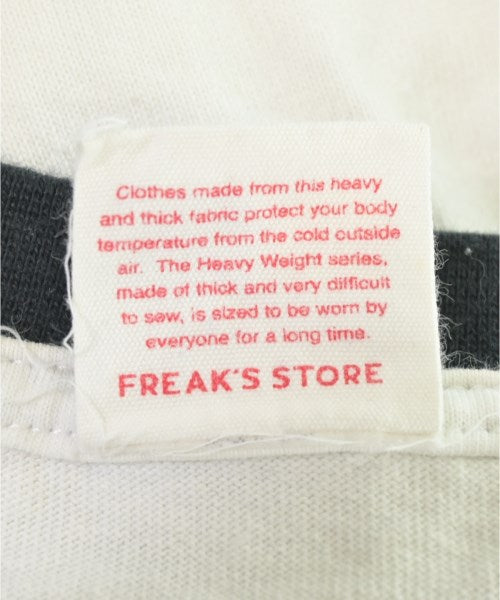 Clothes made from this heavy
and thick fabric protect your body
temperature from the cold outside
air. The Heavy Weight series,
made of thick and very difficult
to sew, is sized to be worn by
everyone for a long time.
FREAK'S STORE